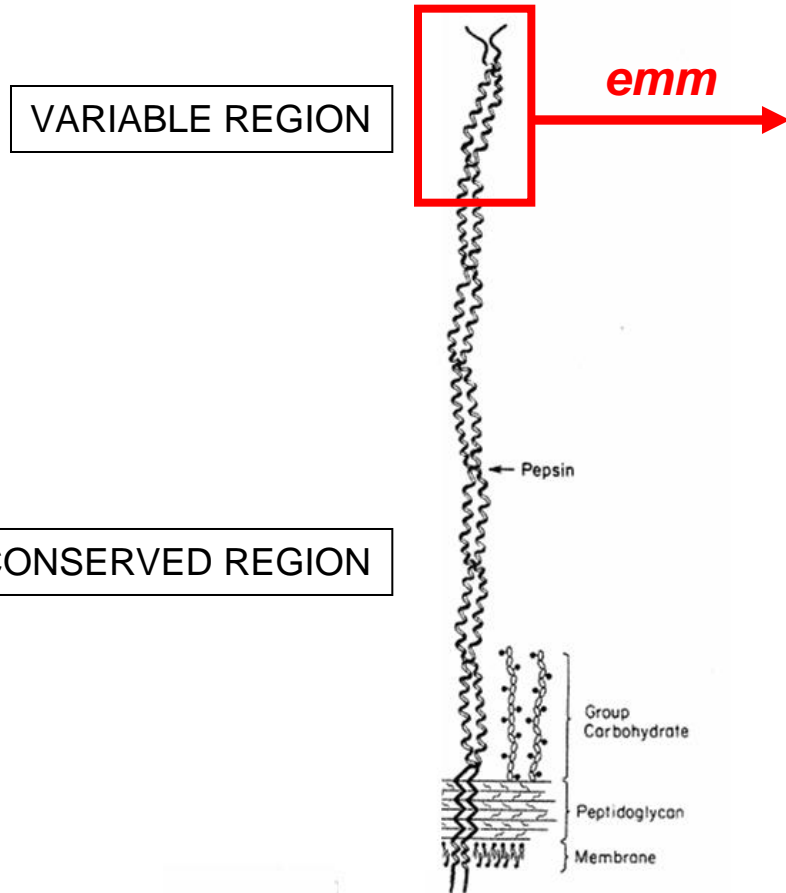 emm
VARIABLE REGION
Pepsin
CONSERVED REGION
Group
Carbohydrate
Peptidoglycan
Membrane